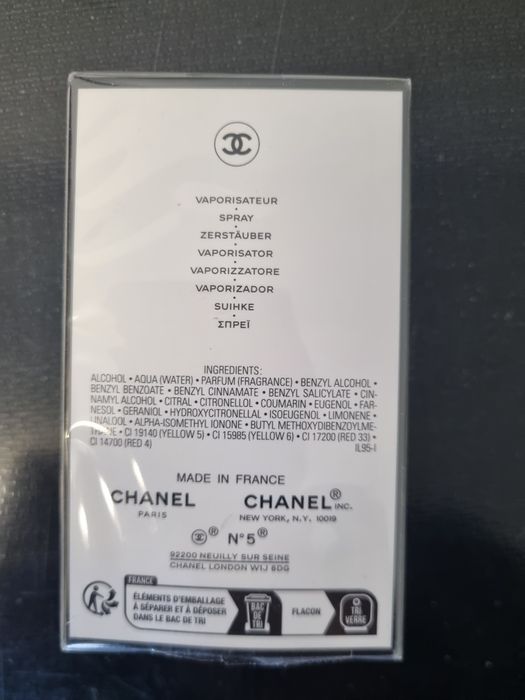 VAPORISATEUR
SPRAY
ZERSTÄUBER
VAPORISATOR
VAPORIZZATORE
VAPORIZADOR
SUIHKE
ΣΠΡΕΪ
INGREDIENTS:
ALCOHOL • AQUA (WATER) • PARFUM (FRAGRANCE) • BENZYL ALCOHOL •
BENZYL BENZOATE • BENZYL CINNAMATE • BENZYL SALICYLATE • CIN-
NAMYL ALCOHOL • CITRAL • CITRONELLOL • COUMARIN • EUGENOL • FAR-
NESOL • GERANIOL • HYDROXYCITRONELLAL • ISOEUGENOL • LIMONENE •
LINALOOL • ALPHA-ISOMETHYL IONONE • BUTYL METHOXYDIBENZOYLME-
THANE • CI 19140 (YELLOW 5) • CI 15985 (YELLOW 6) • CI 17200 (RED 33) •
CI 14700 (RED 4) IL95-I
MADE IN FRANCE
CHANEL CHANEL® INC.
PARIS NEW YORK, N.Y. 10019
® N°5®
92200 NEUILLY SUR SEINE
CHANEL LONDON W1J 6DG
FRANCE
ÉLÉMENTS D'EMBALLAGE
À SÉPARER ET À DÉPOSER
DANS LE BAC DE TRI
BAC
DE
TRI
FLACON
TRI
VERRE